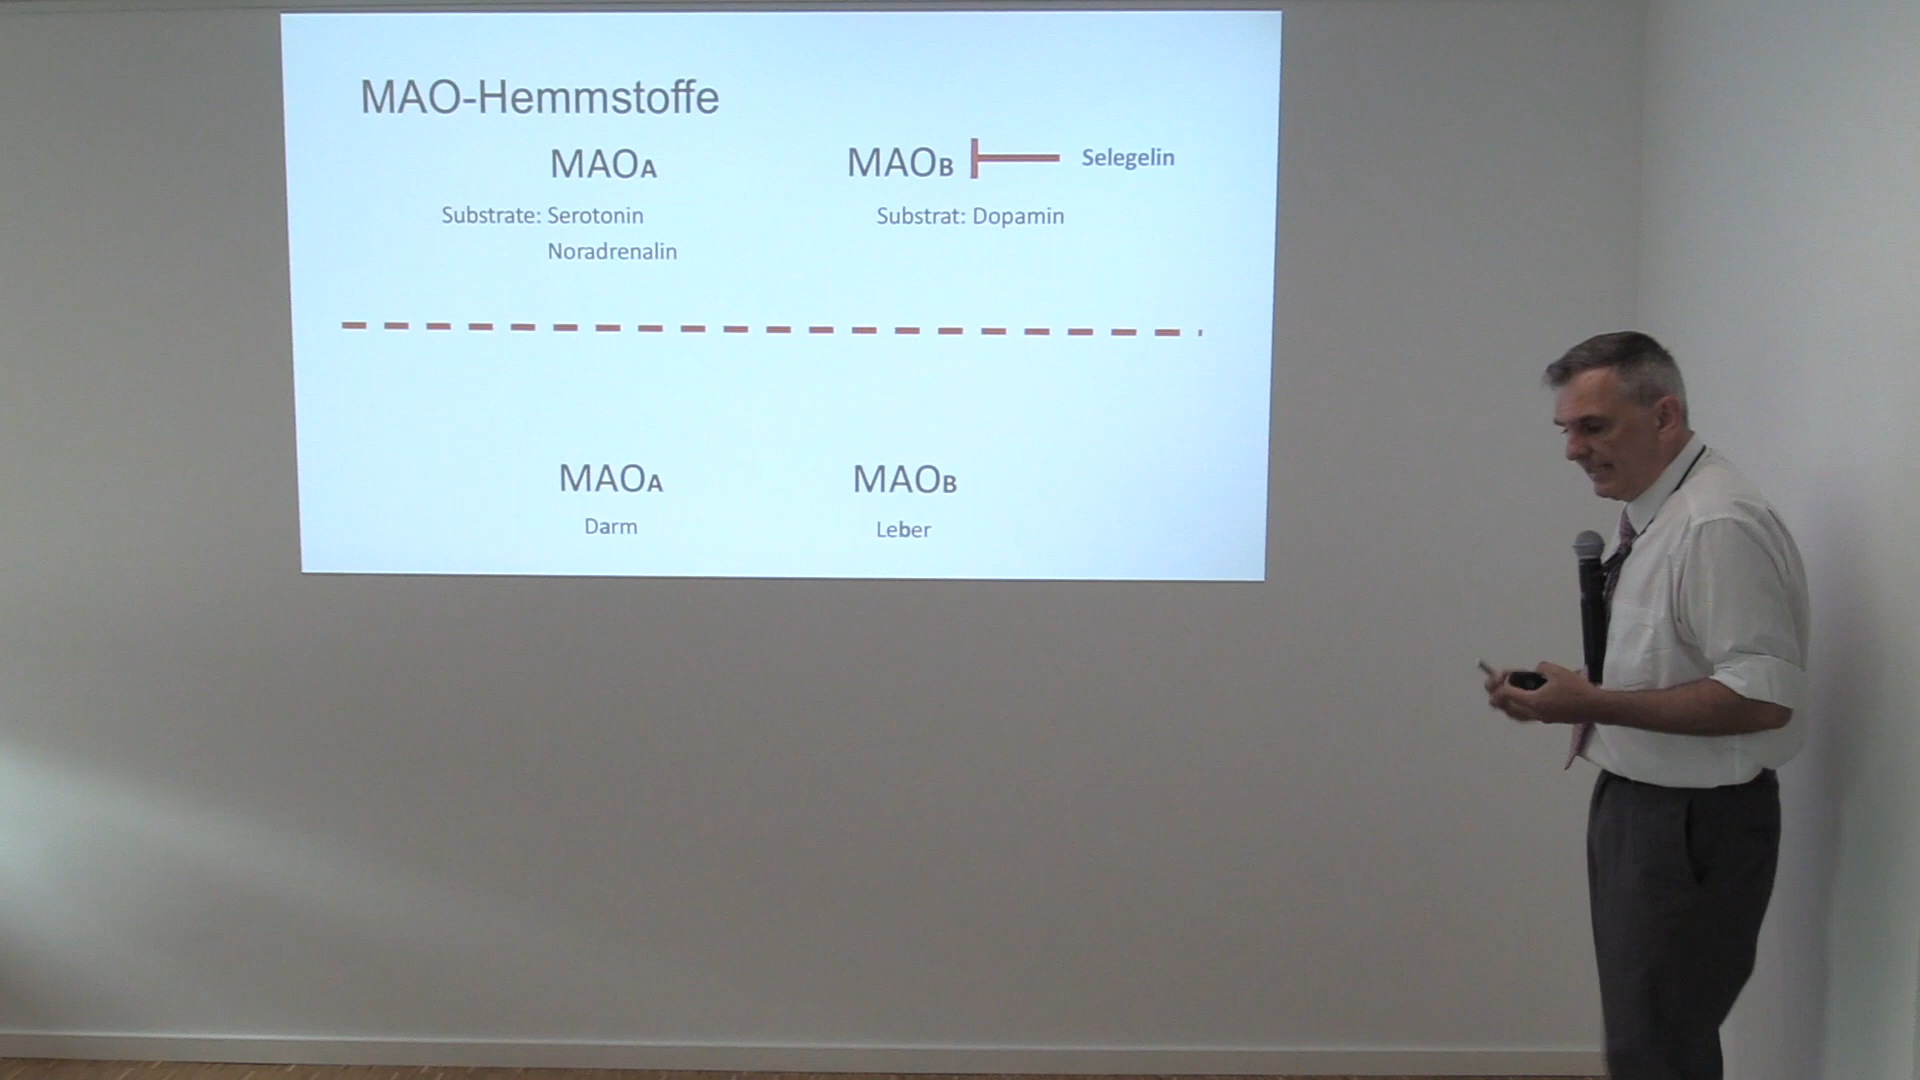 MAO-Hemmstoffe
MAOA MAOB Selegelin
Substrate: Serotonin Substrat: Dopamin
Noradrenalin
MAOA MAOB
Darm Leber